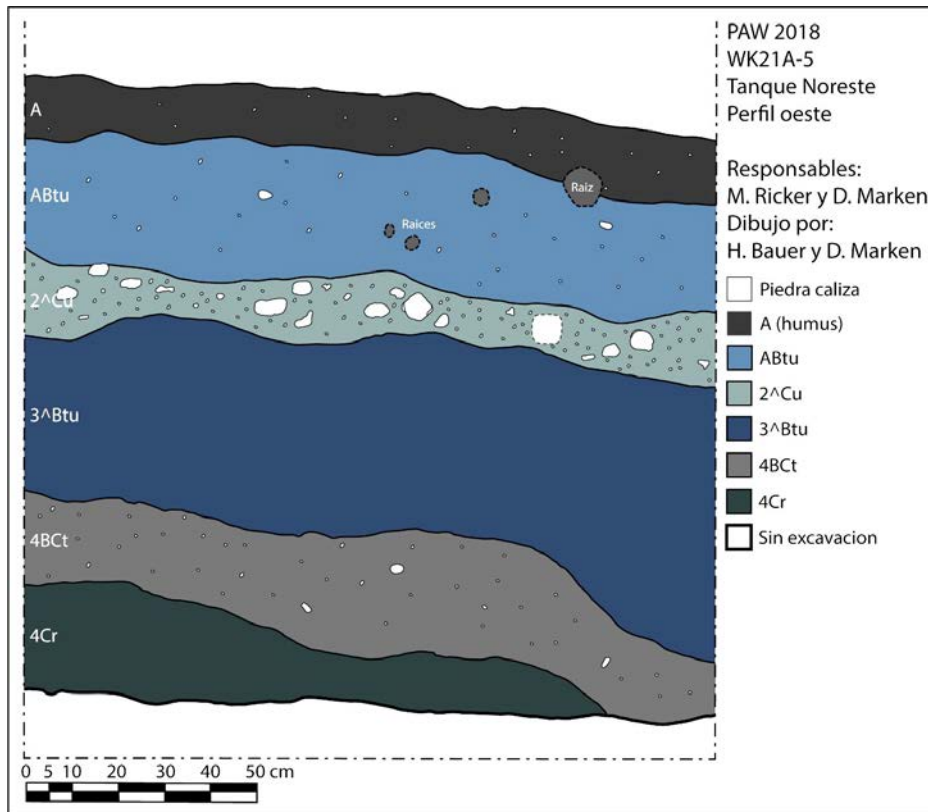 PAW 2018
WK21A-5
Tanque Noreste
Perfil oeste
Responsables:
M. Ricker y D. Marken
Dibujo por:
H. Bauer y D. Marken
Piedra caliza
A (humus)
ABtu
2^Cu
3^Btu
4BCt
4Cr
Sin excavacion
A
ABtu
Raiz
Raices
2^Cu
3^Btu
4BCt
4Cr
0 5 10 20 30 40 50 cm